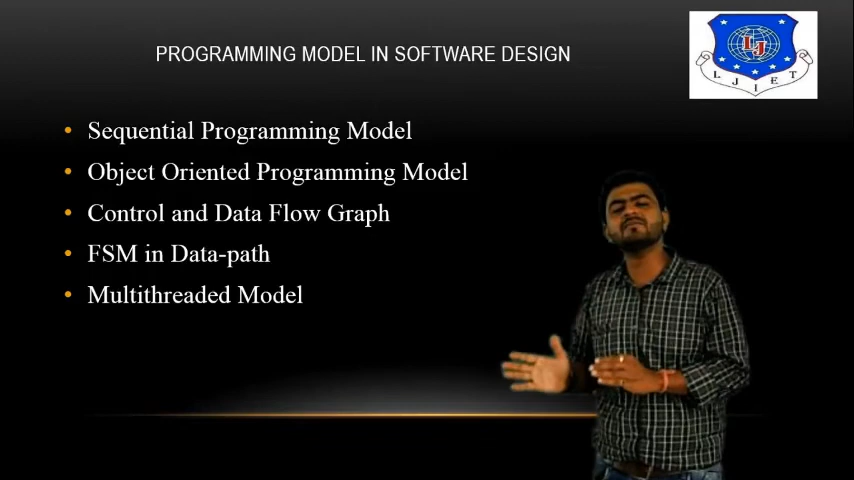 PROGRAMMING MODEL IN SOFTWARE DESIGN
LJ
L J I E T
• Sequential Programming Model
• Object Oriented Programming Model
• Control and Data Flow Graph
• FSM in Data-path
• Multithreaded Model